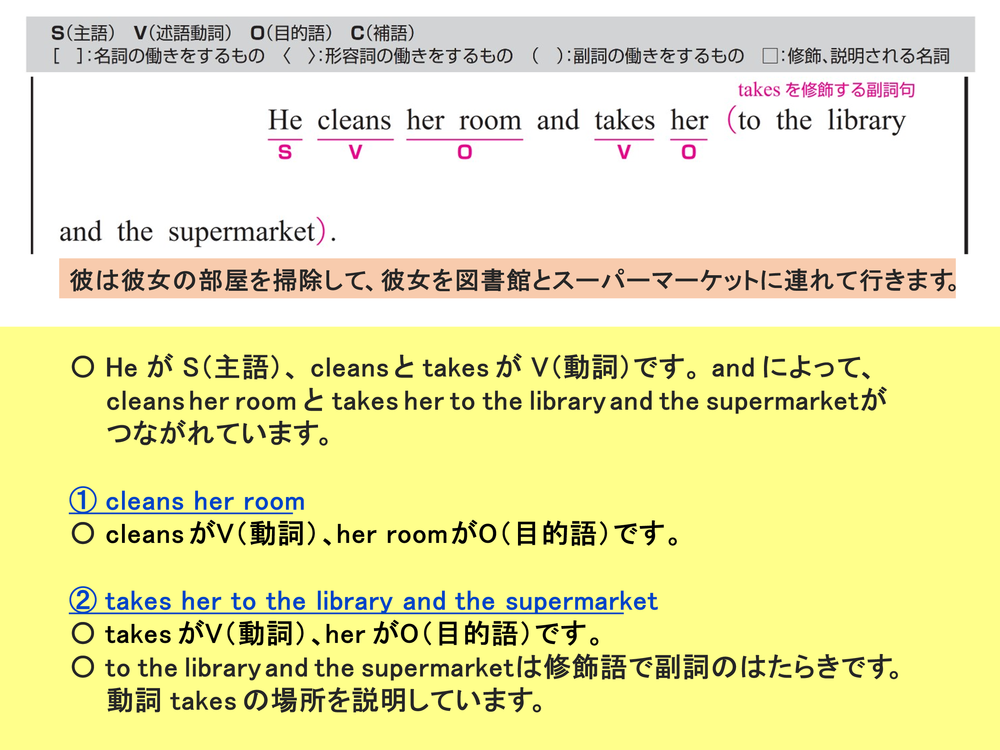 S(主語) V(述語動詞) O(目的語) C(補語)
[ ]:名詞の働きをするもの 〈 〉:形容詞の働きをするもの ( ):副詞の働きをするもの □:修飾、説明される名詞
takes を修飾する副詞句
He cleans her room and takes her (to the library
S V O V O
and the supermarket).
彼は彼女の部屋を掃除して、彼女を図書館とスーパーマーケットに連れて行きます。
○ He が S(主語)、cleansと takes が V(動詞)です。and によって、
cleans her room と takes her to the library and the supermarketが
つながれています。
① cleans her room
○ cleans がV(動詞)、her roomがO(目的語)です。
② takes her to the library and the supermarket
○ takes がV(動詞)、her がO(目的語)です。
○ to the library and the supermarketは修飾語で副詞のはたらきです。
動詞 takes の場所を説明しています。